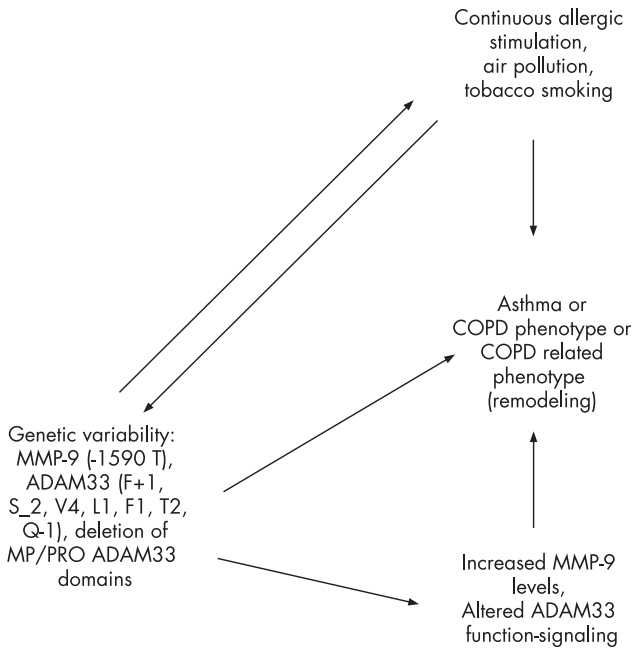 Continuous allergic
stimulation,
air pollution,
tobacco smoking
Asthma or
COPD phenotype or
COPD related
phenotype
(remodeling)
Genetic variability:
MMP-9 (-1590 T),
ADAM33 (F+1,
S_2, V4, L1, F1, T2,
Q-1), deletion of
MP/PRO ADAM33
domains
Increased MMP-9
levels,
Altered ADAM33
function-signaling